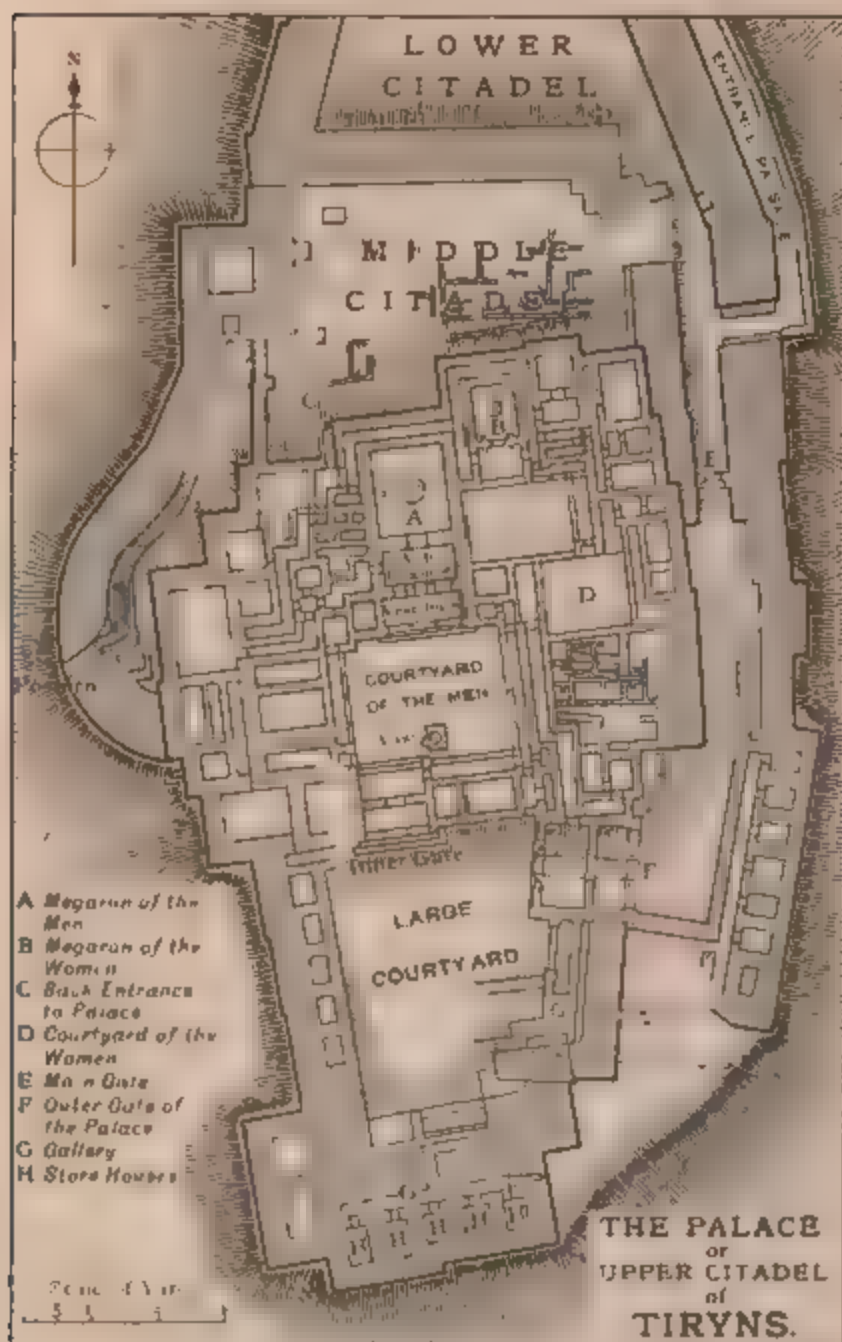 LOWER
CITADEL
N
MIDDLE
CITADEL
E
B
A
D
COURTYARD
OF THE MEN
Inner Gate
F
LARGE
COURTYARD
A Megaron of the
Men
B Megaron of the
Women
C Back Entrance
to Palace
D Courtyard of the
Women
E Main Gate
F Outer Gate of
the Palace
G Gallery
H Store Houses
THE PALACE
or
UPPER CITADEL
of
TIRYNS.